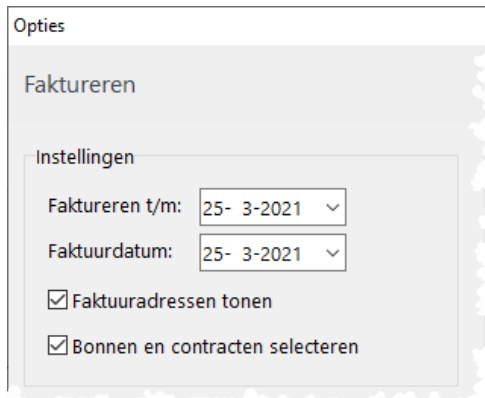 Opties
Faktureren
Instellingen
Faktureren t/m: 25- 3-2021
Faktuurdatum: 25- 3-2021
Faktuuradressen tonen
Bonnen en contracten selecteren